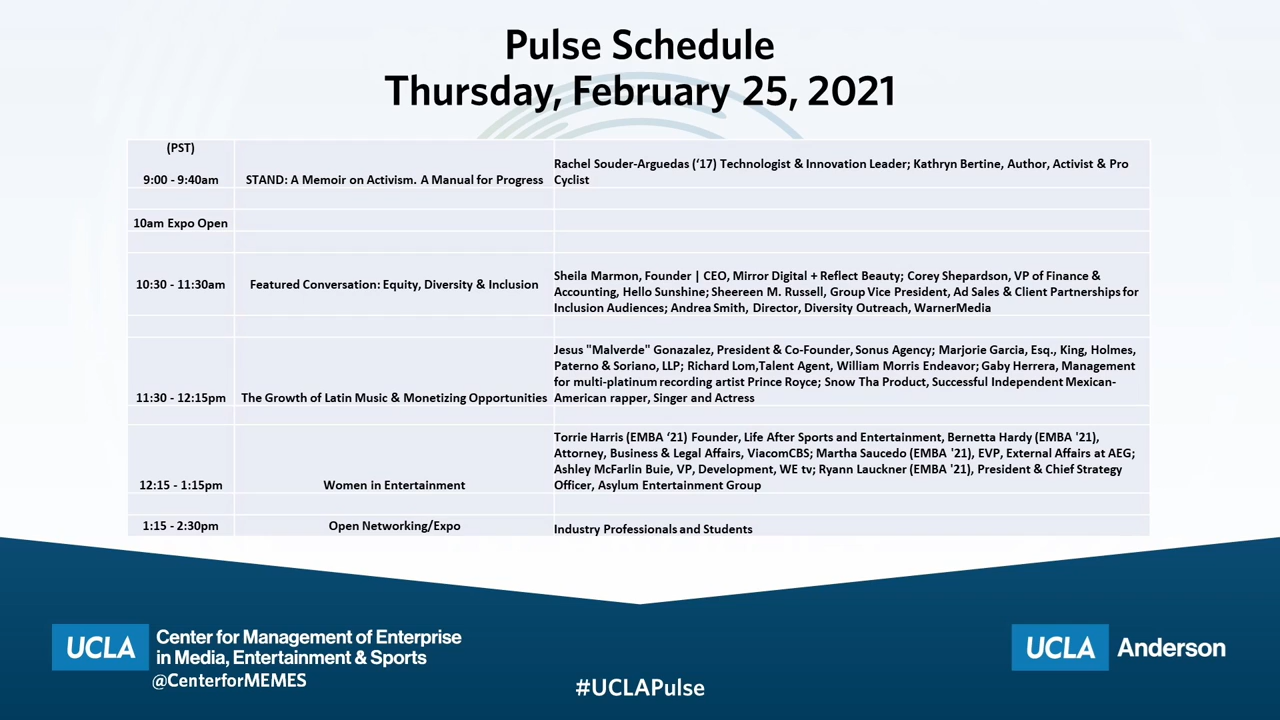 Pulse Schedule
Thursday, February 25, 2021
(PST)
9:00 - 9:40am
STAND: A Memoir on Activism. A Manual for Progress
Rachel Souder-Arguedas (‘17) Technologist & Innovation Leader; Kathryn Bertine, Author, Activist & Pro
Cyclist
10am Expo Open
10:30 - 11:30am
Featured Conversation: Equity, Diversity & Inclusion
Sheila Marmon, Founder | CEO, Mirror Digital + Reflect Beauty; Corey Shepardson, VP of Finance &
Accounting, Hello Sunshine; Sheereen M. Russell, Group Vice President, Ad Sales & Client Partnerships for
Inclusion Audiences; Andrea Smith, Director, Diversity Outreach, WarnerMedia
11:30 - 12:15pm
The Growth of Latin Music & Monetizing Opportunities
Jesus "Malverde" Gonazalez, President & Co-Founder, Sonus Agency; Marjorie Garcia, Esq., King, Holmes,
Paterno & Soriano, LLP; Richard Lom,Talent Agent, William Morris Endeavor; Gaby Herrera, Management
for multi-platinum recording artist Prince Royce; Snow Tha Product, Successful Independent Mexican-
American rapper, Singer and Actress
12:15 - 1:15pm
Women in Entertainment
Torrie Harris (EMBA ‘21) Founder, Life After Sports and Entertainment, Bernetta Hardy (EMBA '21),
Attorney, Business & Legal Affairs, ViacomCBS; Martha Saucedo (EMBA '21), EVP, External Affairs at AEG;
Ashley McFarlin Buie, VP, Development, WE tv; Ryann Lauckner (EMBA '21), President & Chief Strategy
Officer, Asylum Entertainment Group
1:15 - 2:30pm
Open Networking/Expo
Industry Professionals and Students
UCLA
Center for Management of Enterprise
in Media, Entertainment & Sports
@CenterforMEMES
#UCLAPulse
UCLA Anderson